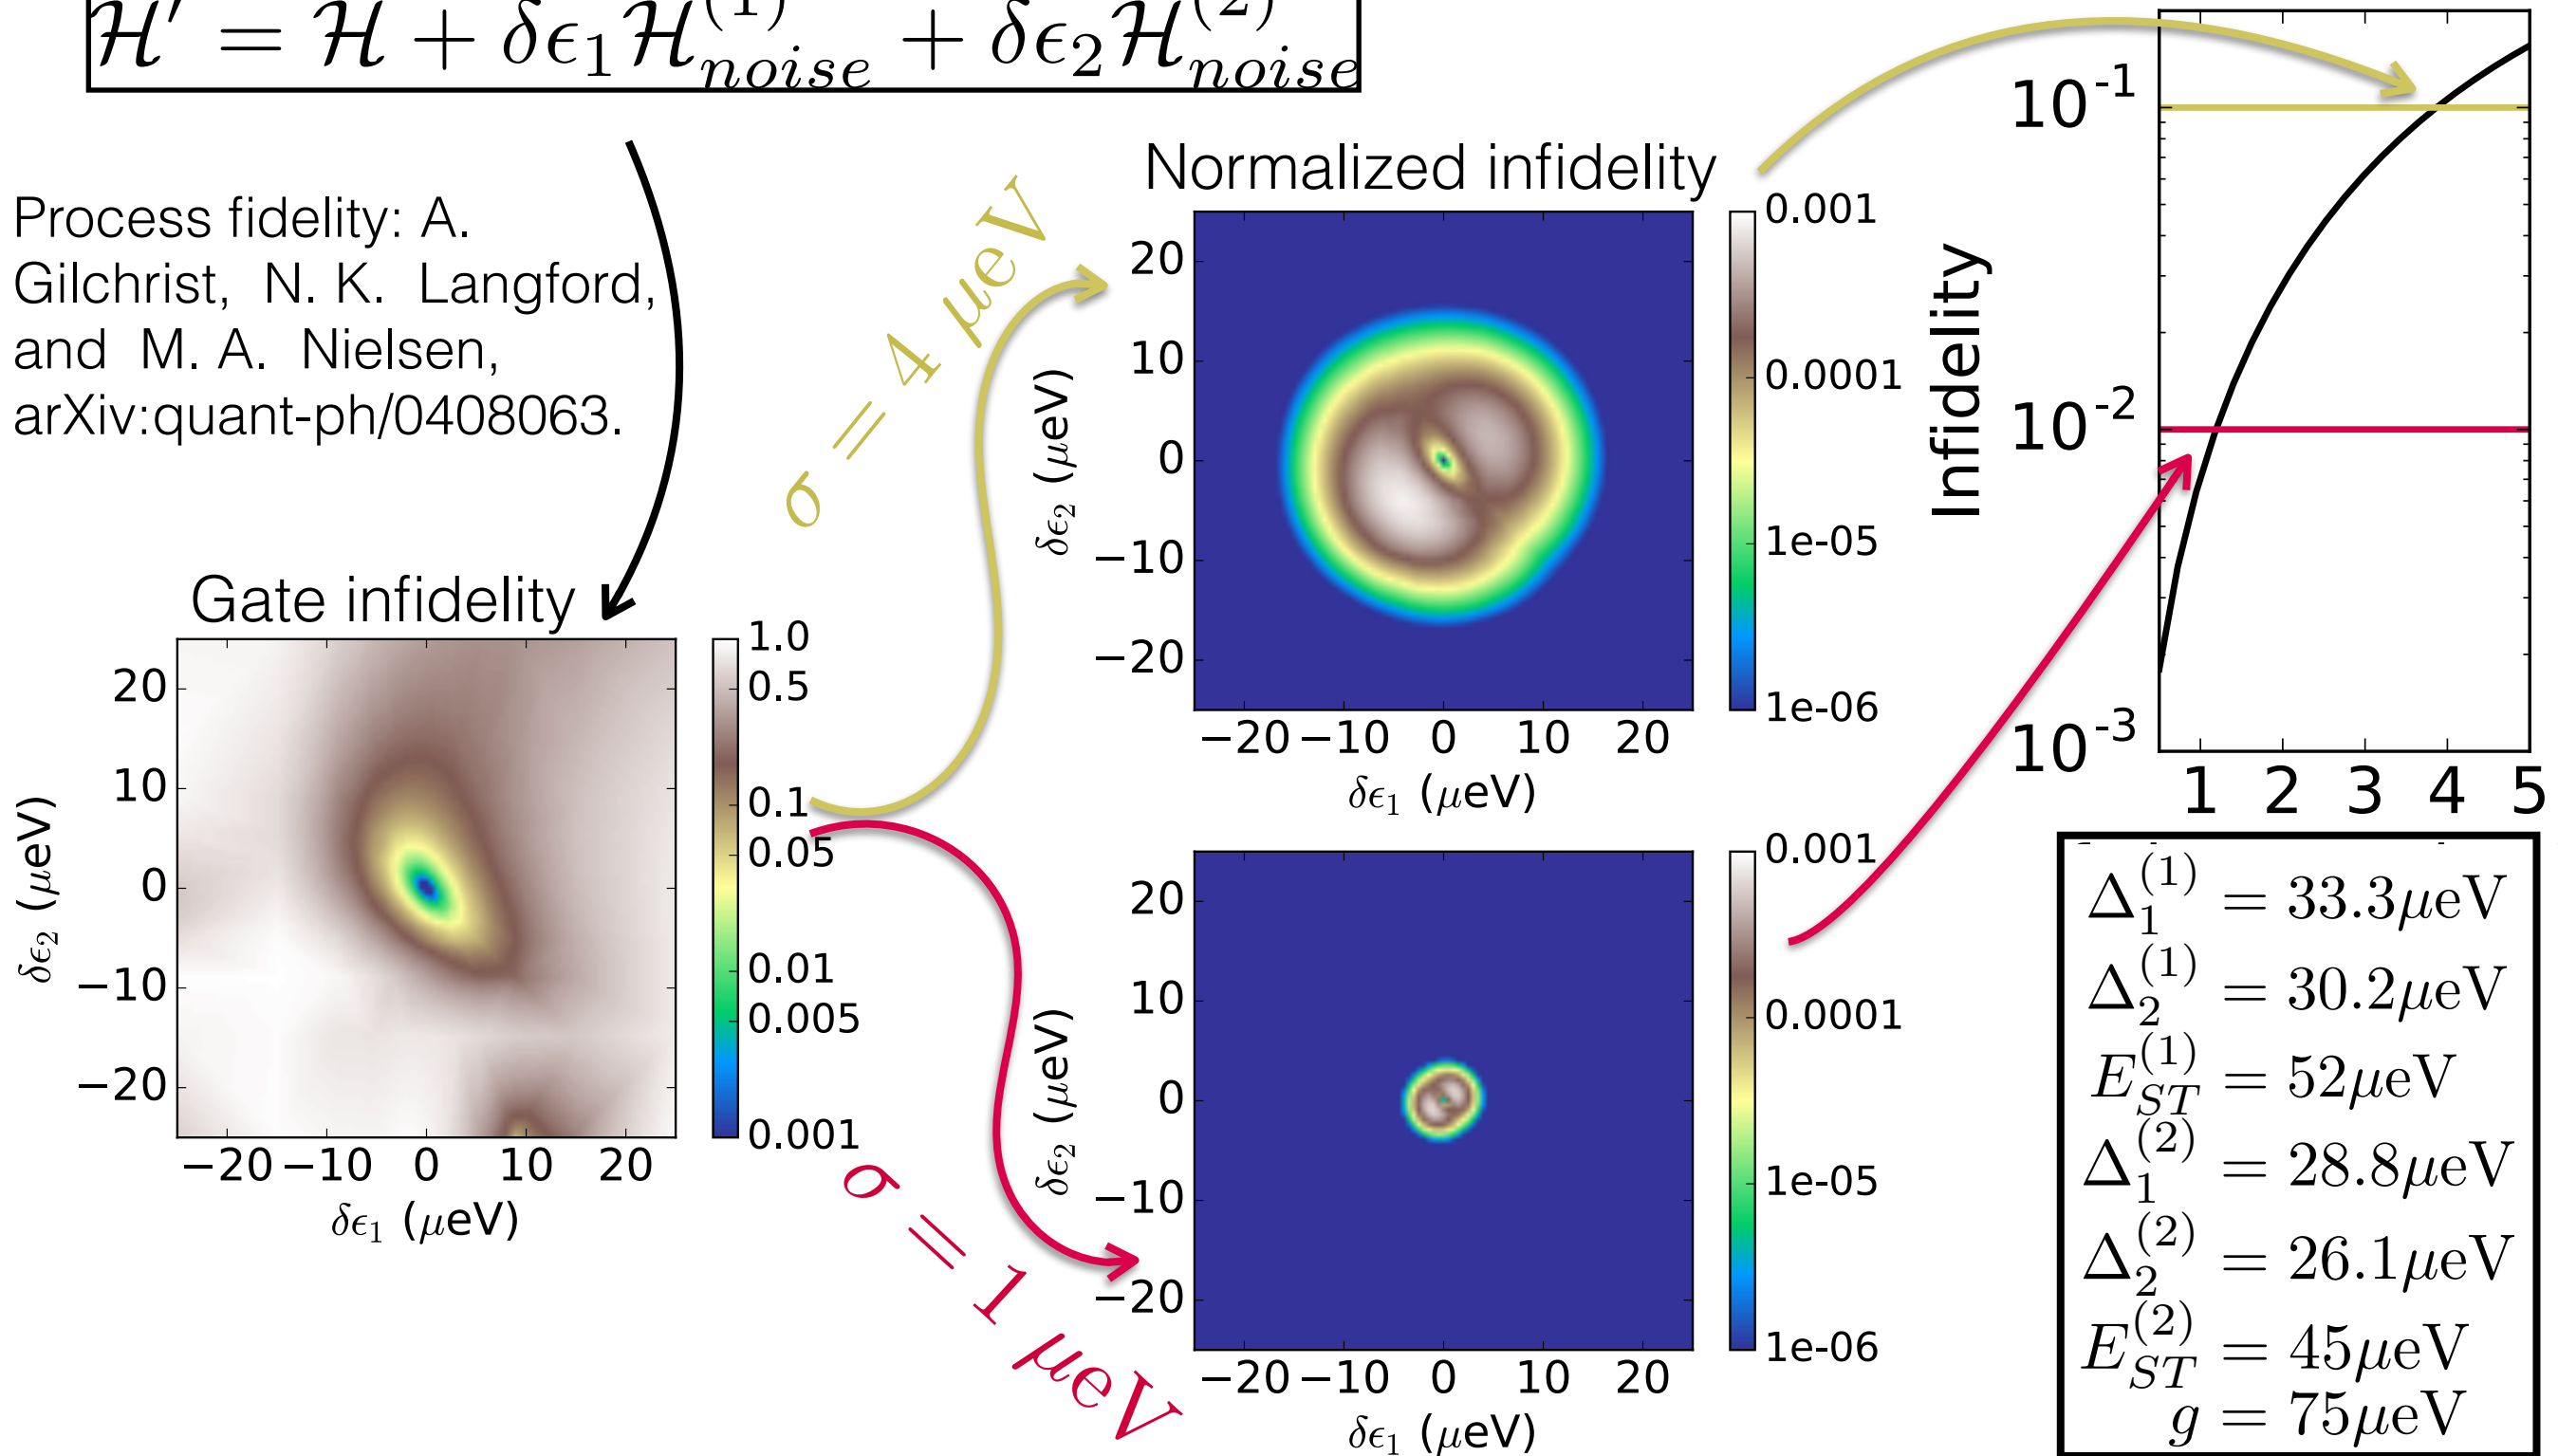 ℋ′ = ℋ + δϵ₁ℋ_noise^(1) + δϵ₂ℋ_noise^(2)
Process fidelity: A.
Gilchrist, N. K. Langford,
and M. A. Nielsen,
arXiv:quant-ph/0408063.
σ = 4 μeV
σ = 1 μeV
Gate infidelity
20
10
0
−10
−20
δϵ₂ (μeV)
−20 −10 0 10 20
δϵ₁ (μeV)
1.0
0.5
0.1
0.05
0.01
0.005
0.001
Normalized infidelity
20
10
0
−10
−20
δϵ₂ (μeV)
−20 −10 0 10 20
δϵ₁ (μeV)
0.001
0.0001
1e-05
1e-06
20
10
0
−10
−20
δϵ₂ (μeV)
−20 −10 0 10 20
δϵ₁ (μeV)
0.001
0.0001
1e-05
1e-06
Infidelity
10⁻¹
10⁻²
10⁻³
1 2 3 4 5
Δ₁^(1) = 33.3μeV
Δ₂^(1) = 30.2μeV
E_ST^(1) = 52μeV
Δ₁^(2) = 28.8μeV
Δ₂^(2) = 26.1μeV
E_ST^(2) = 45μeV
g = 75μeV